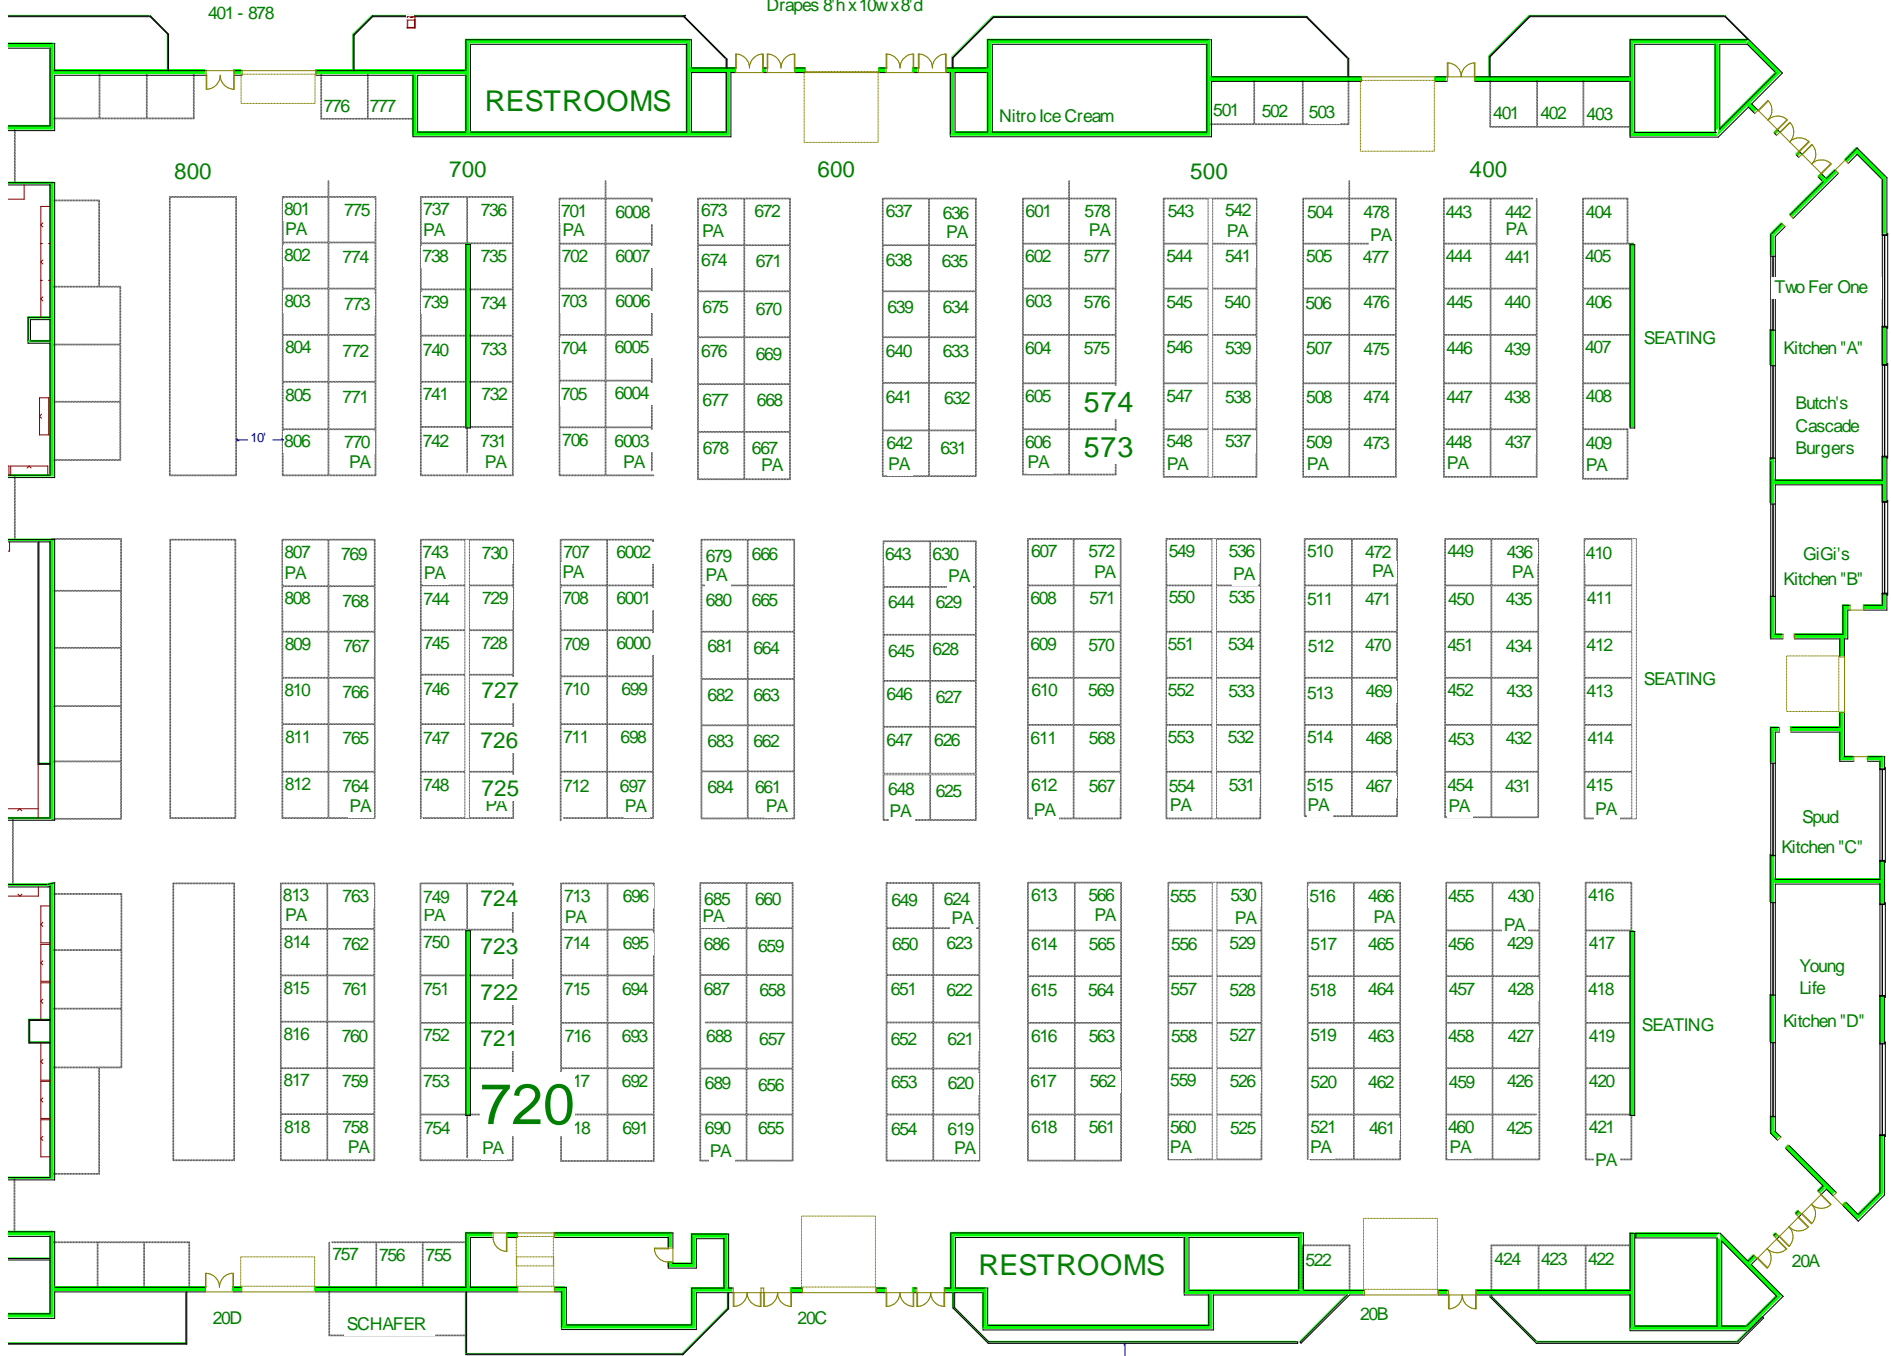 401 - 878
Drapes 8'h x 10w x 8'd
776 777
RESTROOMS
Nitro Ice Cream
501 502 503
401 402 403
800 700 600 500 400
801 775 737 736 701 6008 673 672 637 636 601 578 543 542 504 478 443 442 404
PA PA PA PA PA PA PA PA PA
802 774 738 735 702 6007 674 671 638 635 602 577 544 541 505 477 444 441 405
803 773 739 734 703 6006 675 670 639 634 603 576 545 540 506 476 445 440 406
Two Fer One
804 772 740 733 704 6005 676 669 640 633 604 575 546 539 507 475 446 439 407
SEATING
Kitchen "A"
805 771 741 732 705 6004 677 668 641 632 605 574 547 538 508 474 447 438 408
Butch's
Cascade
Burgers
10'
806 770 742 731 706 6003 678 667 642 631 606 573 548 537 509 473 448 437 409
PA PA PA PA PA PA PA PA PA PA
807 769 743 730 707 6002 679 666 643 630 607 572 549 536 510 472 449 436 410
PA PA PA PA PA PA PA PA PA
GiGi's
Kitchen "B"
808 768 744 729 708 6001 680 665 644 629 608 571 550 535 511 471 450 435 411
809 767 745 728 709 6000 681 664 645 628 609 570 551 534 512 470 451 434 412
810 766 746 727 710 699 682 663 646 627 610 569 552 533 513 469 452 433 413
SEATING
811 765 747 726 711 698 683 662 647 626 611 568 553 532 514 468 453 432 414
812 764 748 725 712 697 684 661 648 625 612 567 554 531 515 467 454 431 415
PA PA PA PA PA PA PA PA PA PA
Spud
Kitchen "C"
813 763 749 724 713 696 685 660 649 624 613 566 555 530 516 466 455 430 416
PA PA PA PA PA PA PA PA PA
814 762 750 723 714 695 686 659 650 623 614 565 556 529 517 465 456 429 417
815 761 751 722 715 694 687 658 651 622 615 564 557 528 518 464 457 428 418
Young
Life
Kitchen "D"
816 760 752 721 716 693 688 657 652 621 616 563 558 527 519 463 458 427 419
SEATING
817 759 753 720 17 692 689 656 653 620 617 562 559 526 520 462 459 426 420
818 758 754 18 691 690 655 654 619 618 561 560 525 521 461 460 425 421
PA PA PA PA PA PA PA PA
757 756 755
RESTROOMS
522
424 423 422
20A
20D
SCHAFER
20C
20B